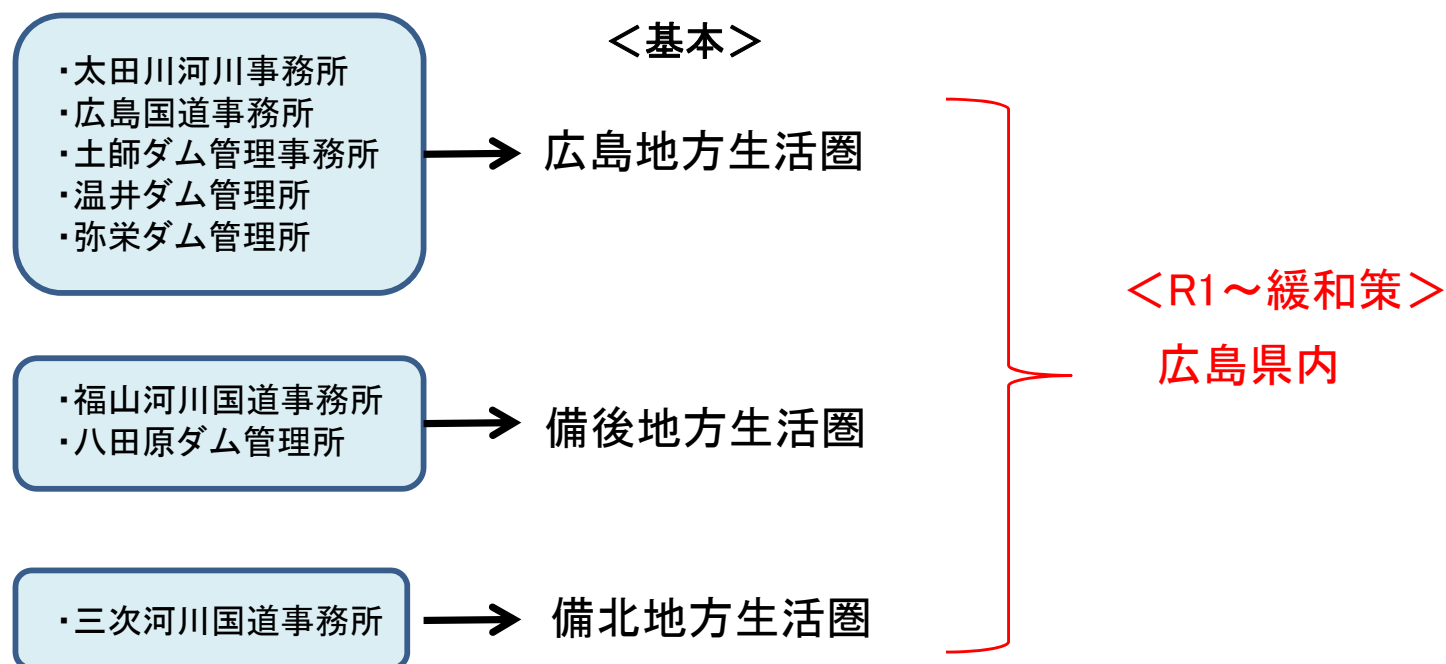 ＜基本＞
・太田川河川事務所
・広島国道事務所
・土師ダム管理事務所
・温井ダム管理所
・弥栄ダム管理所
広島地方生活圏
・福山河川国道事務所
・八田原ダム管理所
備後地方生活圏
・三次河川国道事務所
備北地方生活圏
＜R1～緩和策＞
広島県内